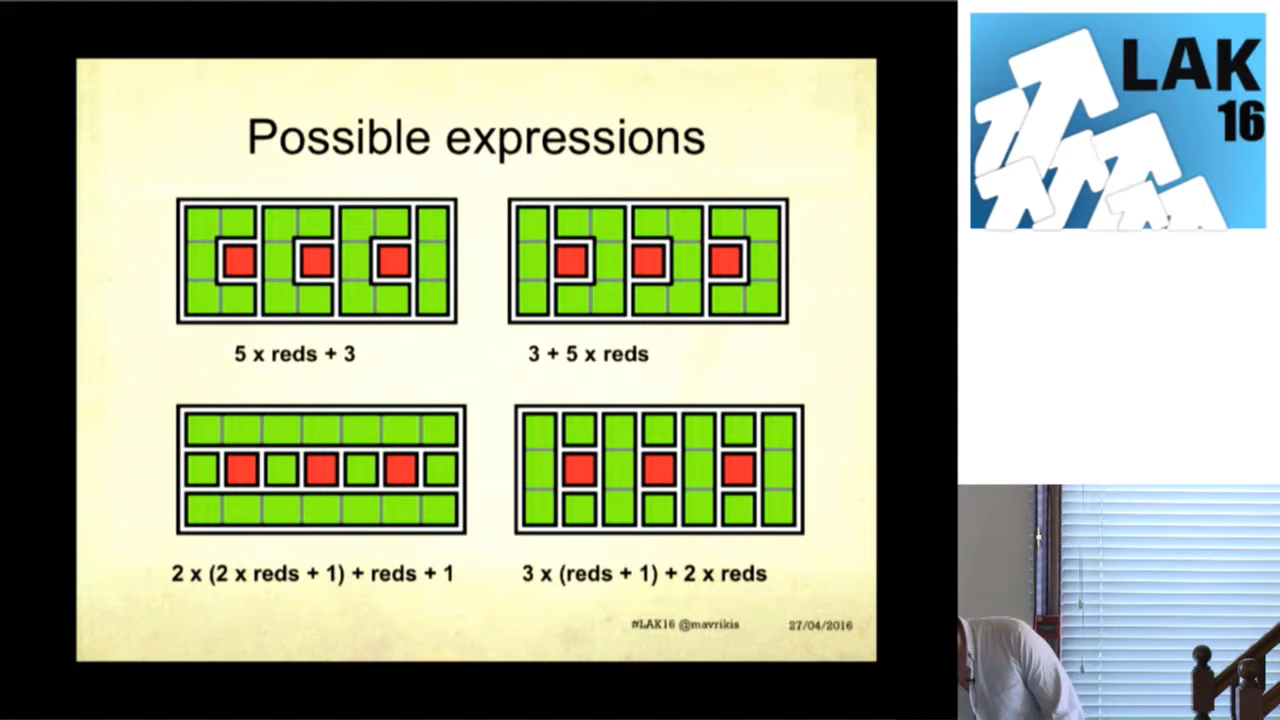 Possible expressions
5 x reds + 3
3 + 5 x reds
2 x (2 x reds + 1) + reds + 1
3 x (reds + 1) + 2 x reds
#LAK16 @mavrikis
27/04/2016
LAK
16